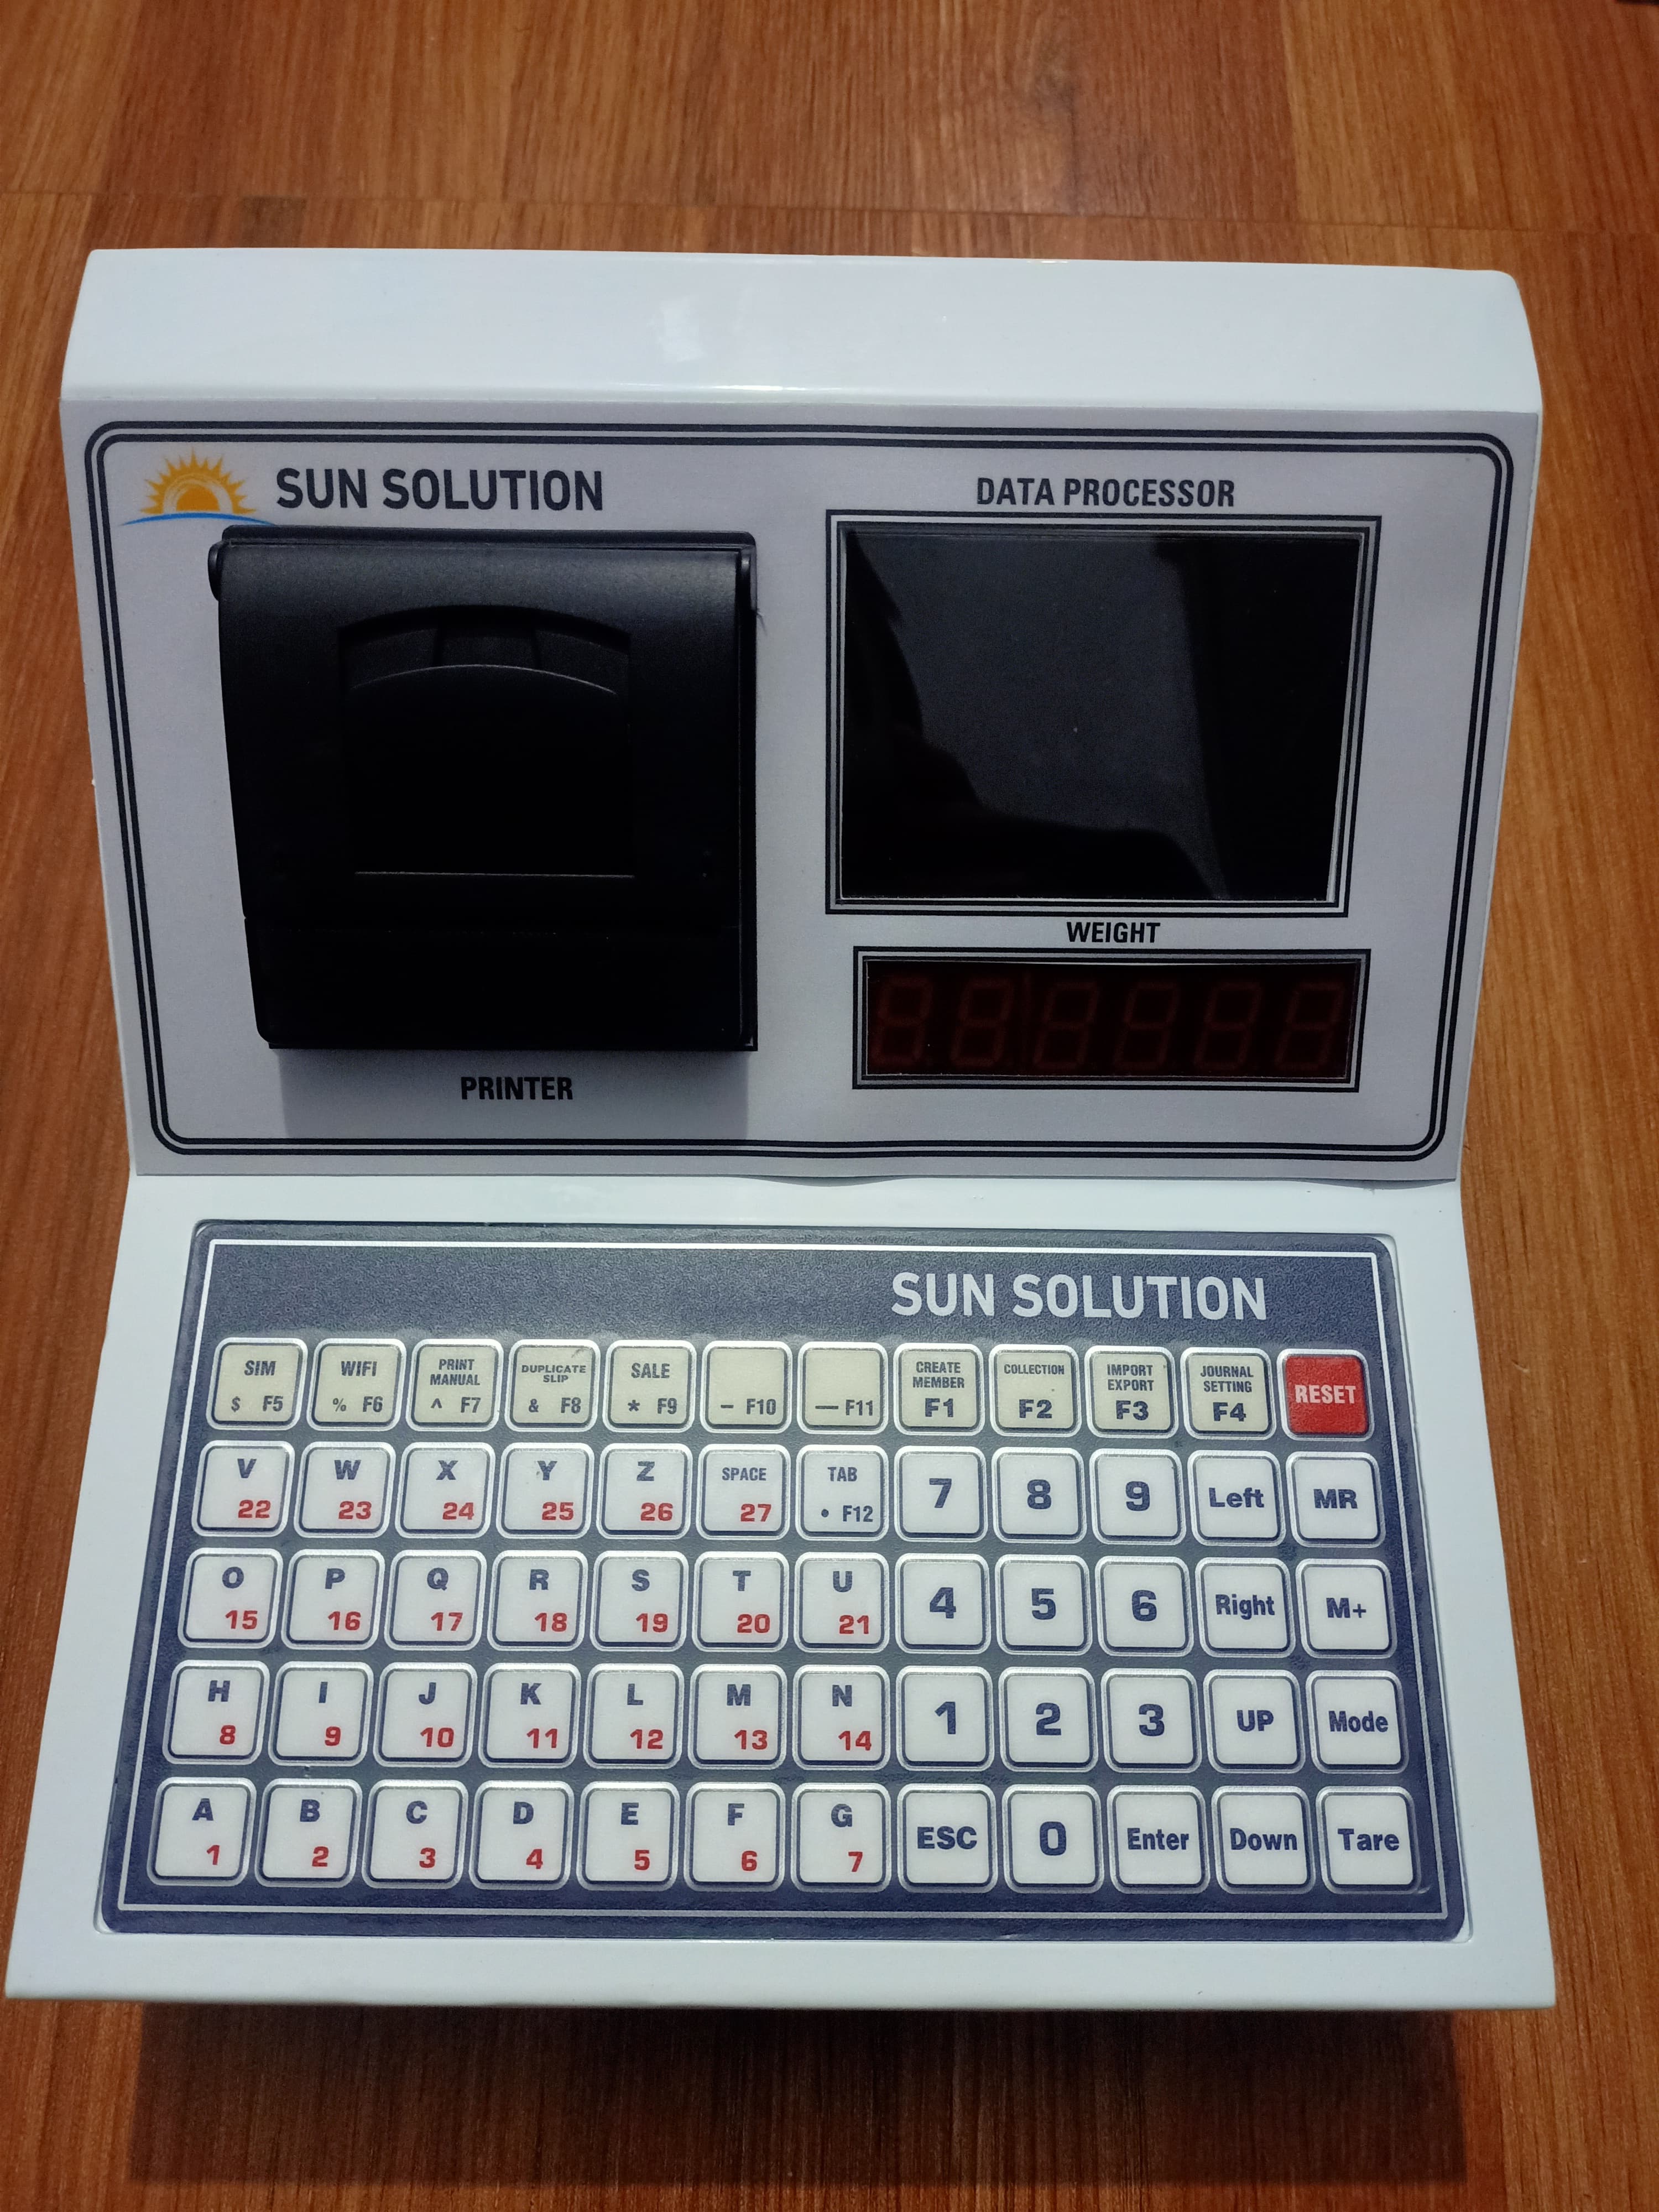 SUN SOLUTION
DATA PROCESSOR
WEIGHT
PRINTER
SUN SOLUTION
SIM
$ F5
WIFI
% F6
PRINT
MANUAL
^ F7
DUPLICATE
SLIP
& F8
SALE
* F9
– F10
— F11
CREATE
MEMBER
F1
COLLECTION
F2
IMPORT
EXPORT
F3
JOURNAL
SETTING
F4
RESET
V
22
W
23
X
24
Y
25
Z
26
SPACE
27
TAB
• F12
7
8
9
Left
MR
O
15
P
16
Q
17
R
18
S
19
T
20
U
21
4
5
6
Right
M+
H
8
I
9
J
10
K
11
L
12
M
13
N
14
1
2
3
UP
Mode
A
1
B
2
C
3
D
4
E
5
F
6
G
7
ESC
0
Enter
Down
Tare